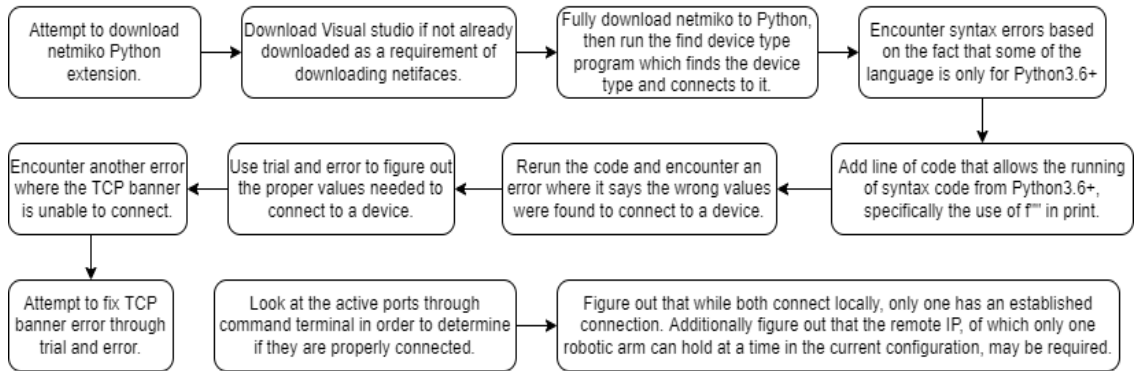 Attempt to download
netmiko Python
extension.
Download Visual studio if not already
downloaded as a requirement of
downloading netifaces.
Fully download netmiko to Python,
then run the find device type
program which finds the device
type and connects to it.
Encounter syntax errors based
on the fact that some of the
language is only for Python3.6+
Add line of code that allows the running
of syntax code from Python3.6+,
specifically the use of f"" in print.
Rerun the code and encounter an
error where it says the wrong values
were found to connect to a device.
Use trial and error to figure out
the proper values needed to
connect to a device.
Encounter another error
where the TCP banner
is unable to connect.
Attempt to fix TCP
banner error through
trial and error.
Look at the active ports through
command terminal in order to determine
if they are properly connected.
Figure out that while both connect locally, only one has an established
connection. Additionally figure out that the remote IP, of which only one
robotic arm can hold at a time in the current configuration, may be required.